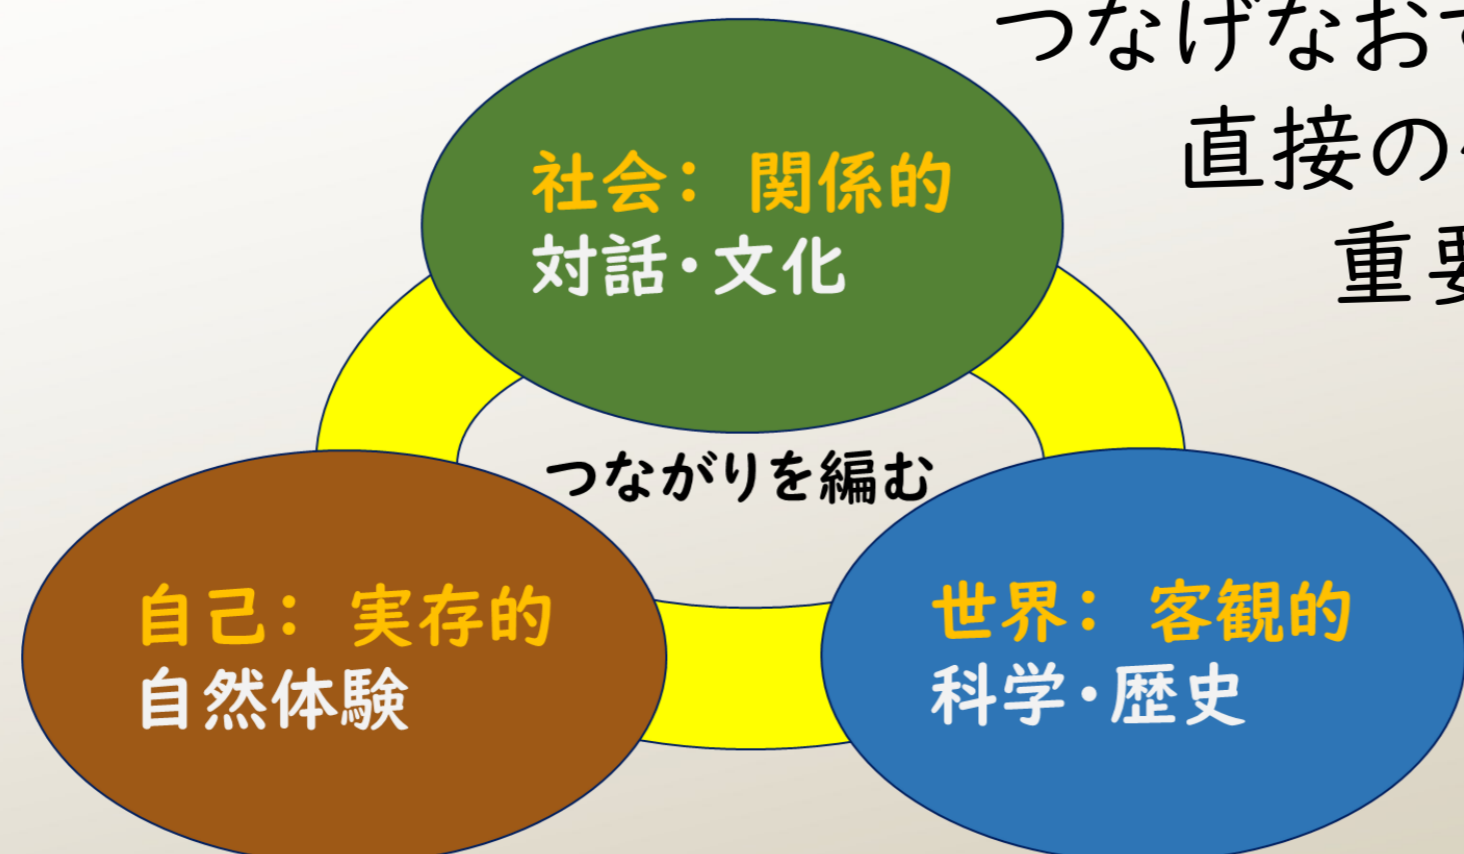 つなげなおす
直接の
重要
社会： 関係的
対話・文化
つながりを編む
自己： 実存的
自然体験
世界： 客観的
科学・歴史